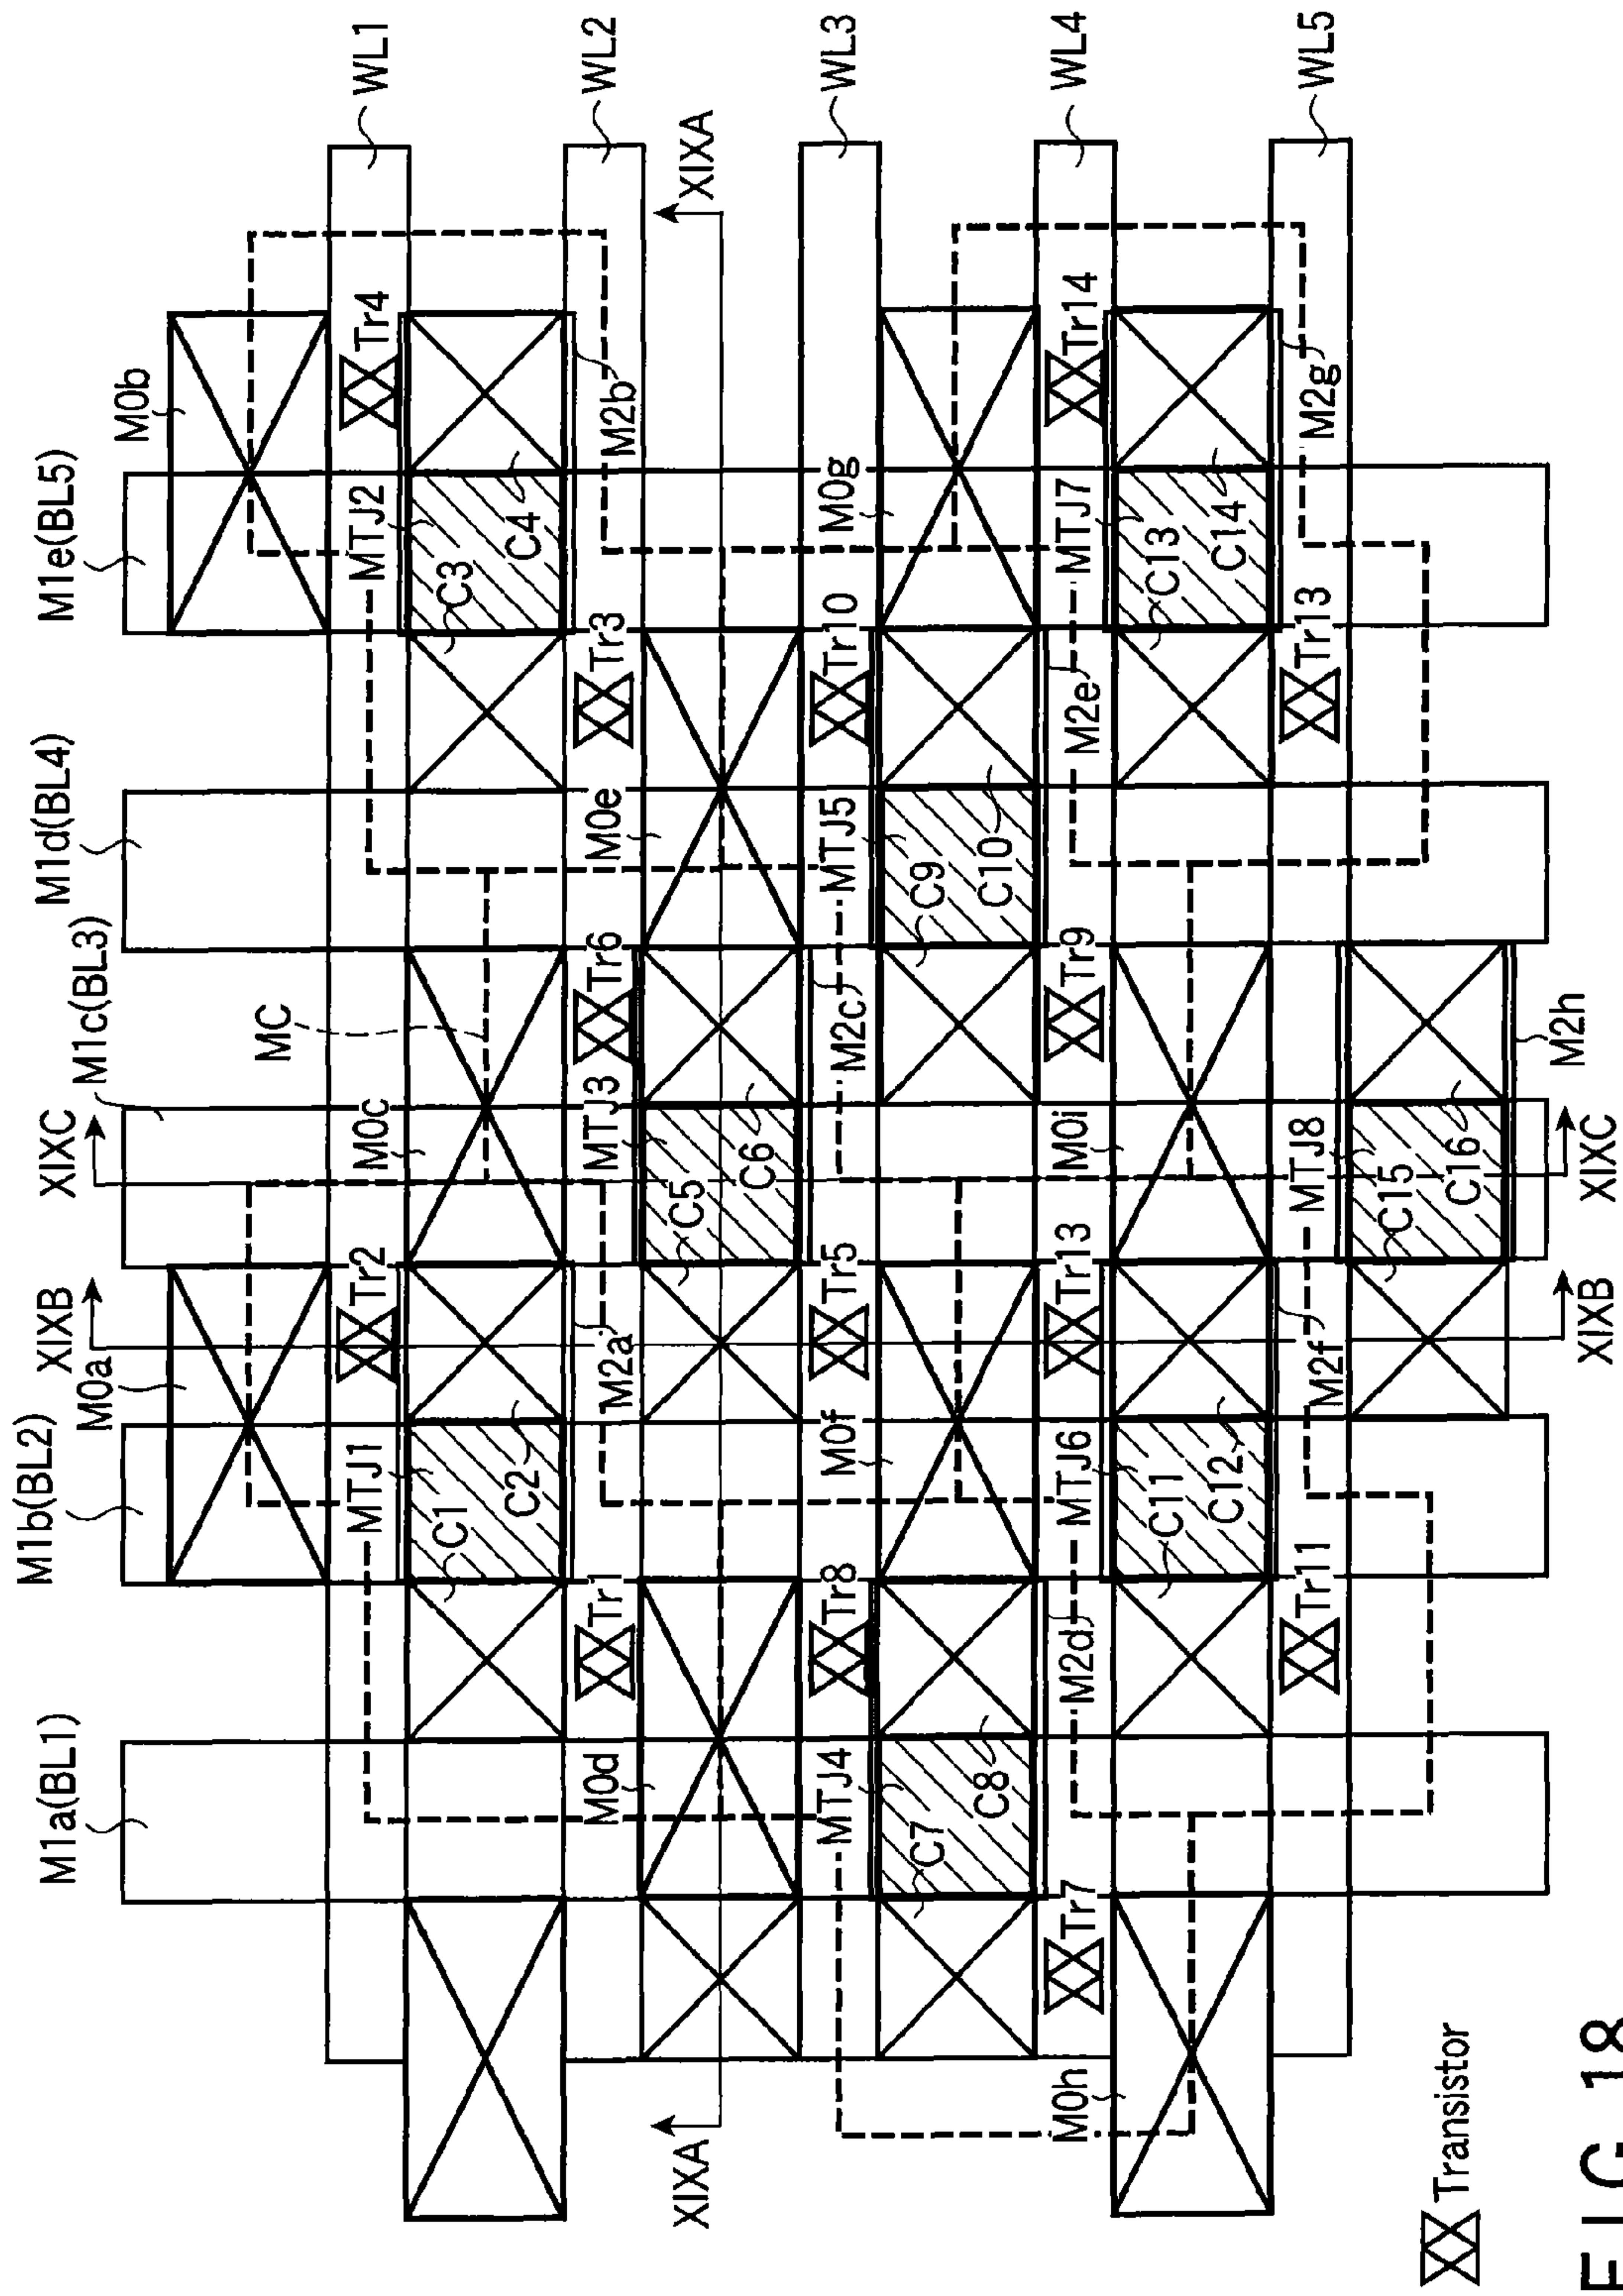 M1a(BL1)
M1b(BL2)
XIXB
XIXC
M1c(BL3)
M1d(BL4)
M1e(BL5)
M0a
M0b
MC
MTJ1
Tr2
M0c
MTJ2
Tr4
WL1
C1
C3
C2
C4
M0d
Tr1
M2a
MTJ3
Tr6
M0e
Tr3
M2b
WL2
XIXA
C5
XIXA
C6
MTJ4
Tr8
M0f
Tr5
M2c
MTJ5
Tr10
M0g
WL3
C7
C9
C8
C10
M0h
Tr7
M2d
MTJ6
Tr13
M0i
Tr9
M2e
MTJ7
Tr14
WL4
C11
C13
C12
C14
Tr11
M2f
MTJ8
Tr13
M2g
WL5
C15
C16
Transistor
M2h
XIXB
XIXC
FIG.18